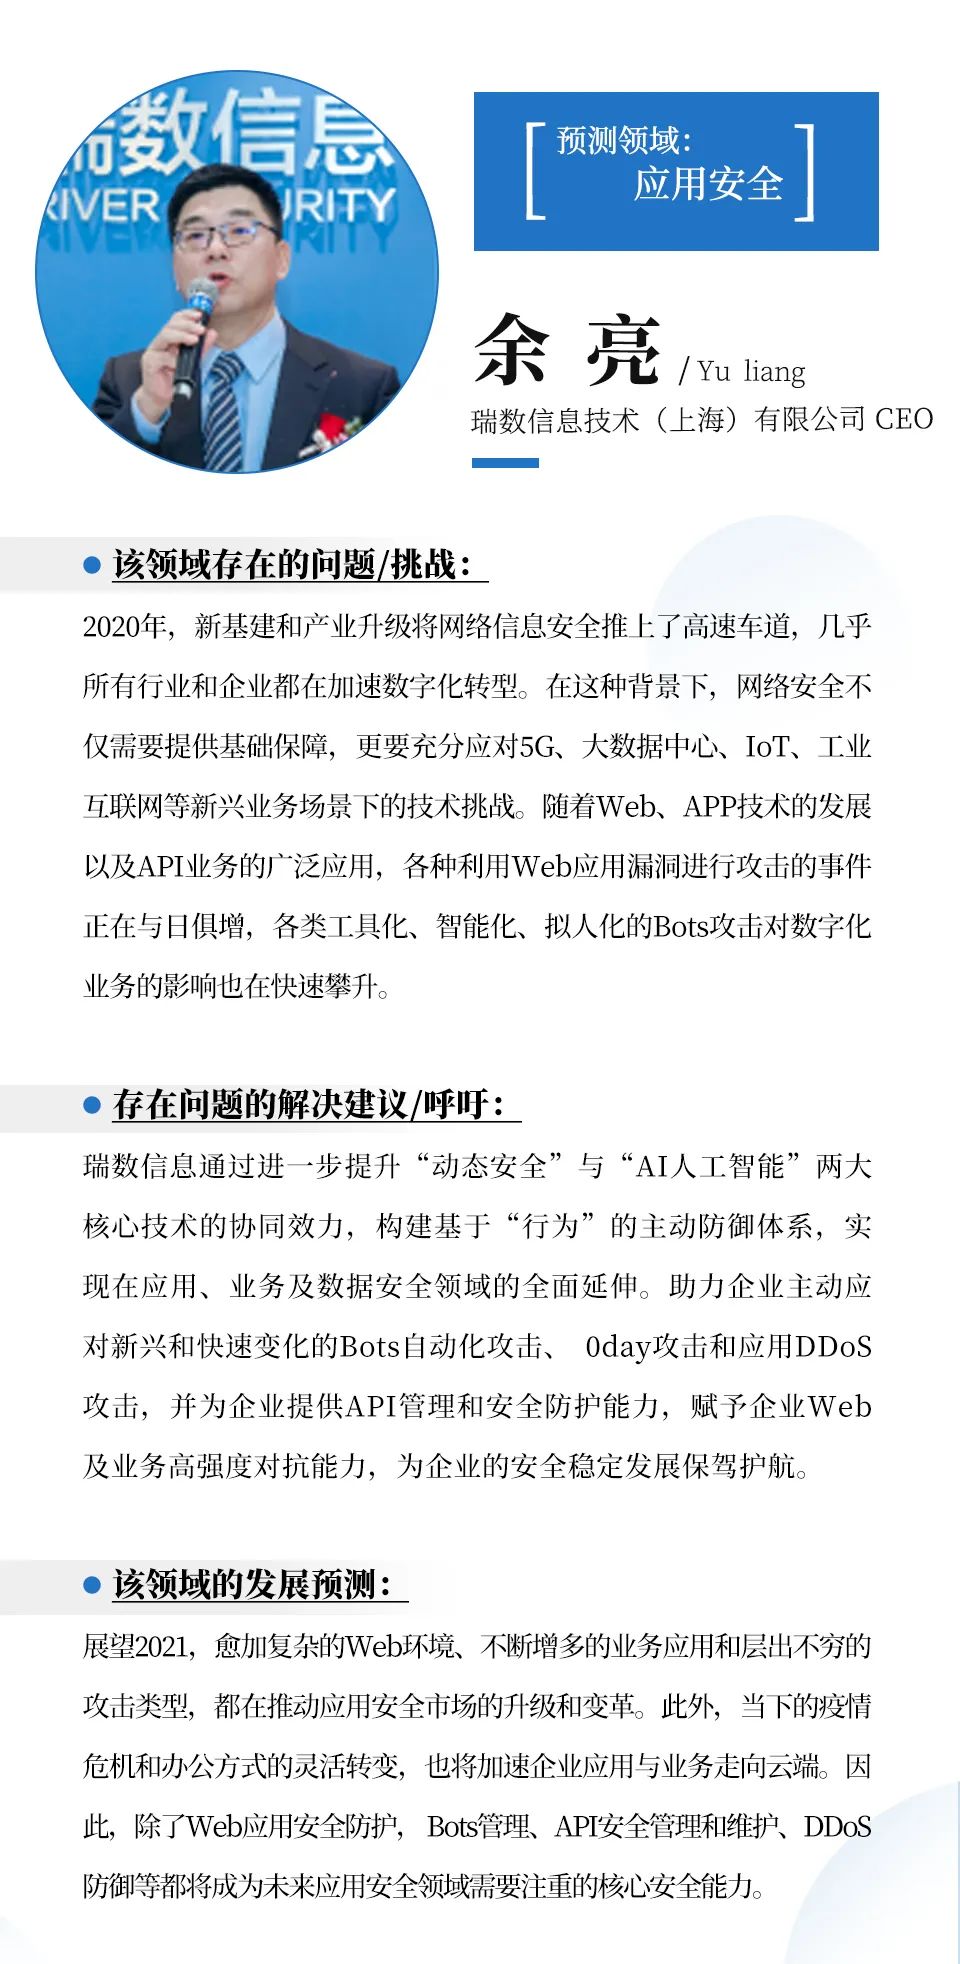 瑞数信息
RIVER SECURITY
预测领域：
应用安全
余 亮 / Yu liang
瑞数信息技术（上海）有限公司 CEO
该领域存在的问题/挑战：
2020年，新基建和产业升级将网络信息安全推上了高速车道，几乎
所有行业和企业都在加速数字化转型。在这种背景下，网络安全不
仅需要提供基础保障，更要充分应对5G、大数据中心、IoT、工业
互联网等新兴业务场景下的技术挑战。随着Web、APP技术的发展
以及API业务的广泛应用，各种利用Web应用漏洞进行攻击的事件
正在与日俱增，各类工具化、智能化、拟人化的Bots攻击对数字化
业务的影响也在快速攀升。
存在问题的解决建议/呼吁：
瑞数信息通过进一步提升“动态安全”与“AI人工智能”两大
核心技术的协同效力，构建基于“行为”的主动防御体系，实
现在应用、业务及数据安全领域的全面延伸。助力企业主动应
对新兴和快速变化的Bots自动化攻击、 0day攻击和应用DDoS
攻击，并为企业提供API管理和安全防护能力，赋予企业Web
及业务高强度对抗能力，为企业的安全稳定发展保驾护航。
该领域的发展预测：
展望2021，愈加复杂的Web环境、不断增多的业务应用和层出不穷的
攻击类型，都在推动应用安全市场的升级和变革。此外，当下的疫情
危机和办公方式的灵活转变，也将加速企业应用与业务走向云端。因
此，除了Web应用安全防护， Bots管理、API安全管理和维护、DDoS
防御等都将成为未来应用安全领域需要注重的核心安全能力。